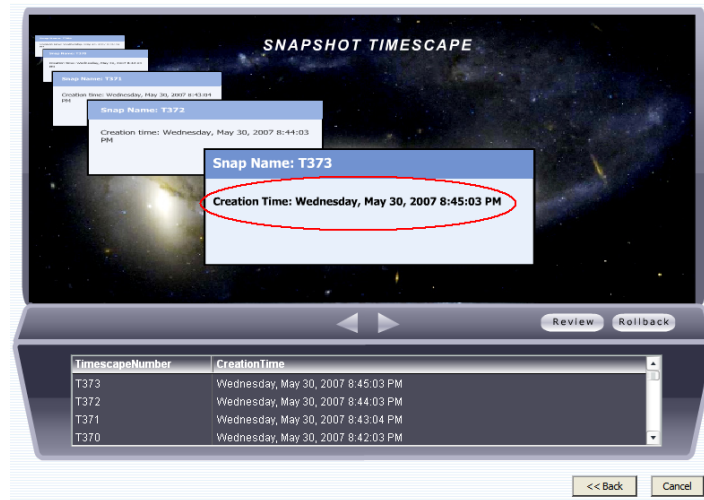 SNAPSHOT TIMESCAPE
Snap Name: T371
Creation time: Wednesday, May 30, 2007 8:43:04
PM
Snap Name: T372
Creation time: Wednesday, May 30, 2007 8:44:03
PM
Snap Name: T373
Creation Time: Wednesday, May 30, 2007 8:45:03 PM
Review Rollback
TimescapeNumber CreationTime
T373 Wednesday, May 30, 2007 8:45:03 PM
T372 Wednesday, May 30, 2007 8:44:03 PM
T371 Wednesday, May 30, 2007 8:43:04 PM
T370 Wednesday, May 30, 2007 8:42:03 PM
<< Back Cancel